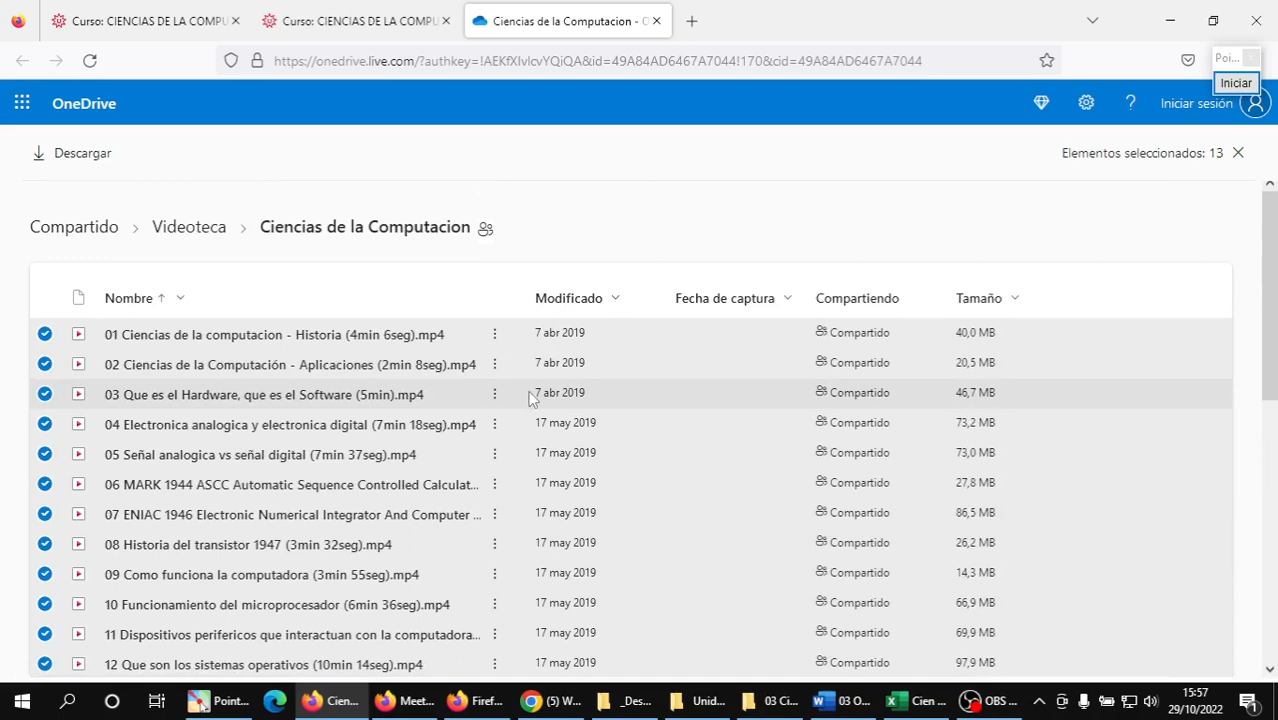 Curso: CIENCIAS DE LA COMPU
Curso: CIENCIAS DE LA COMPU
Ciencias de la Computacion - O
https://onedrive.live.com/?authkey=!AEKfXIvIcvYQiQA&id=49A84AD6467A7044!170&cid=49A84AD6467A7044
Poi...
Iniciar
OneDrive
Iniciar sesión
Descargar
Elementos seleccionados: 13
Compartido > Videoteca > Ciencias de la Computacion
Nombre ↑ Modificado Fecha de captura Compartiendo Tamaño
01 Ciencias de la computacion - Historia (4min 6seg).mp4 7 abr 2019 Compartido 40,0 MB
02 Ciencias de la Computación - Aplicaciones (2min 8seg).mp4 7 abr 2019 Compartido 20,5 MB
03 Que es el Hardware, que es el Software (5min).mp4 7 abr 2019 Compartido 46,7 MB
04 Electronica analogica y electronica digital (7min 18seg).mp4 17 may 2019 Compartido 73,2 MB
05 Señal analogica vs señal digital (7min 37seg).mp4 17 may 2019 Compartido 73,0 MB
06 MARK 1944 ASCC Automatic Sequence Controlled Calculat... 17 may 2019 Compartido 27,8 MB
07 ENIAC 1946 Electronic Numerical Integrator And Computer ... 17 may 2019 Compartido 86,5 MB
08 Historia del transistor 1947 (3min 32seg).mp4 17 may 2019 Compartido 26,2 MB
09 Como funciona la computadora (3min 55seg).mp4 17 may 2019 Compartido 14,3 MB
10 Funcionamiento del microprocesador (6min 36seg).mp4 17 may 2019 Compartido 66,9 MB
11 Dispositivos perifericos que interactuan con la computadora... 17 may 2019 Compartido 69,9 MB
12 Que son los sistemas operativos (10min 14seg).mp4 17 may 2019 Compartido 97,9 MB
Point... Cien... Meet... Firef... (5) W... _Des... Unid... 03 Ci... 03 O... Cien ... OBS ... 15:57
29/10/2022 1